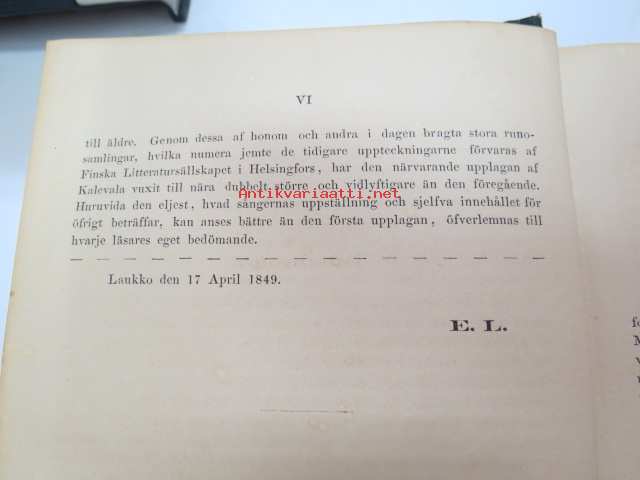 VI
till äldre. Genom dessa af honom och andra i dagen bragta stora runo-
samlingar, hvilka numera jemte de tidigare uppteckningarne förvaras af
Finska Litteratursällskapet i Helsingfors, har den närvarande upplagan af
Kalevala vuxit till nära dubbelt större och vidlyftigare än den föregående.
Huruvida den eljest, hvad sångernas uppställning och sjelfva innehållet för
öfrigt beträffar, kan anses bättre än den första upplagan, öfverlemnas till
hvarje läsares eget bedömande.
Antikvariaatti.net
Laukko den 17 April 1849.
E. L.